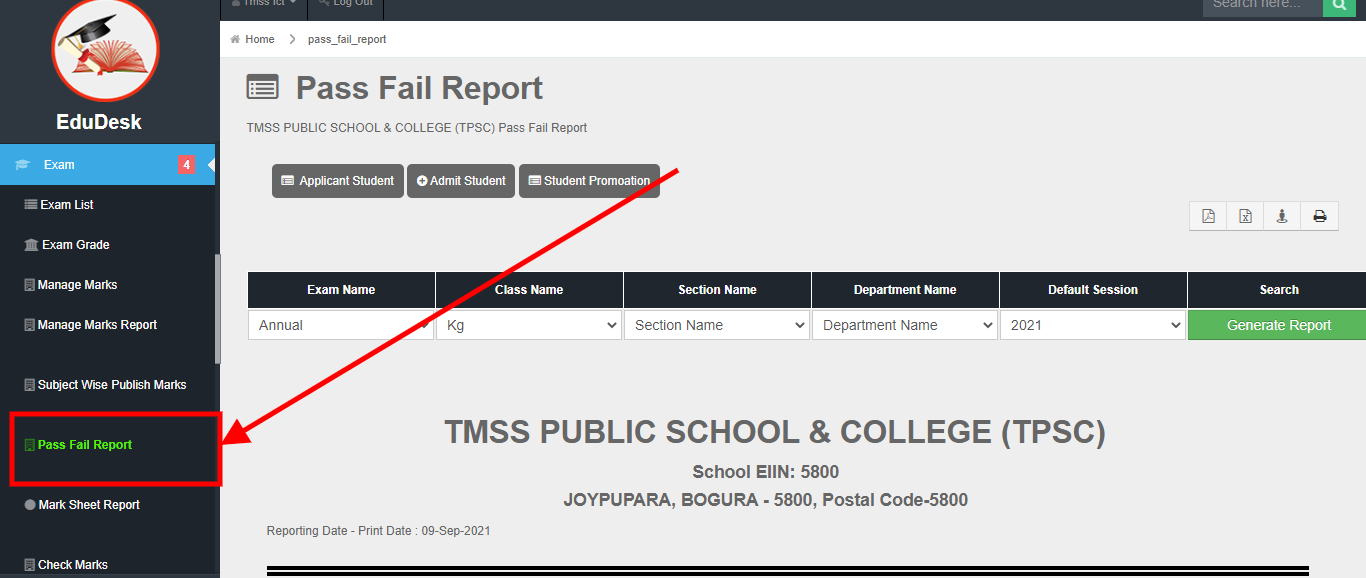 Tmss Ict
Log Out
Search here...
EduDesk
Home
pass_fail_report
Pass Fail Report
TMSS PUBLIC SCHOOL & COLLEGE (TPSC) Pass Fail Report
Exam
4
Exam List
Exam Grade
Manage Marks
Manage Marks Report
Subject Wise Publish Marks
Pass Fail Report
Mark Sheet Report
Check Marks
Applicant Student
Admit Student
Student Promoation
Exam Name Class Name Section Name Department Name Default Session Search
Annual Kg Section Name Department Name 2021 Generate Report
TMSS PUBLIC SCHOOL & COLLEGE (TPSC)
School EIIN: 5800
JOYPUPARA, BOGURA - 5800, Postal Code-5800
Reporting Date - Print Date : 09-Sep-2021